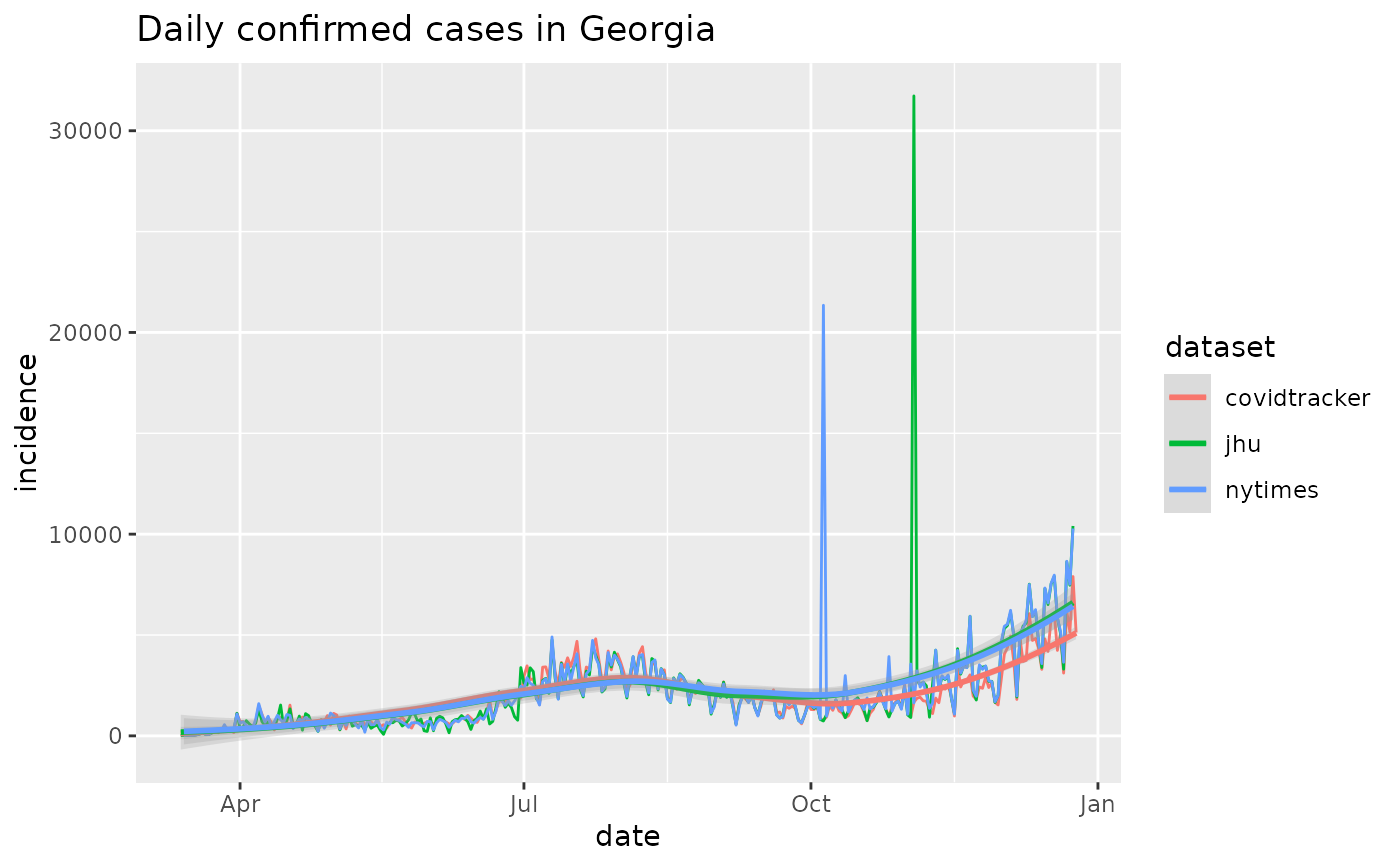 Daily confirmed cases in Georgia
incidence
30000
20000
10000
0
Apr
Jul
Oct
Jan
date
dataset
covidtracker
jhu
nytimes